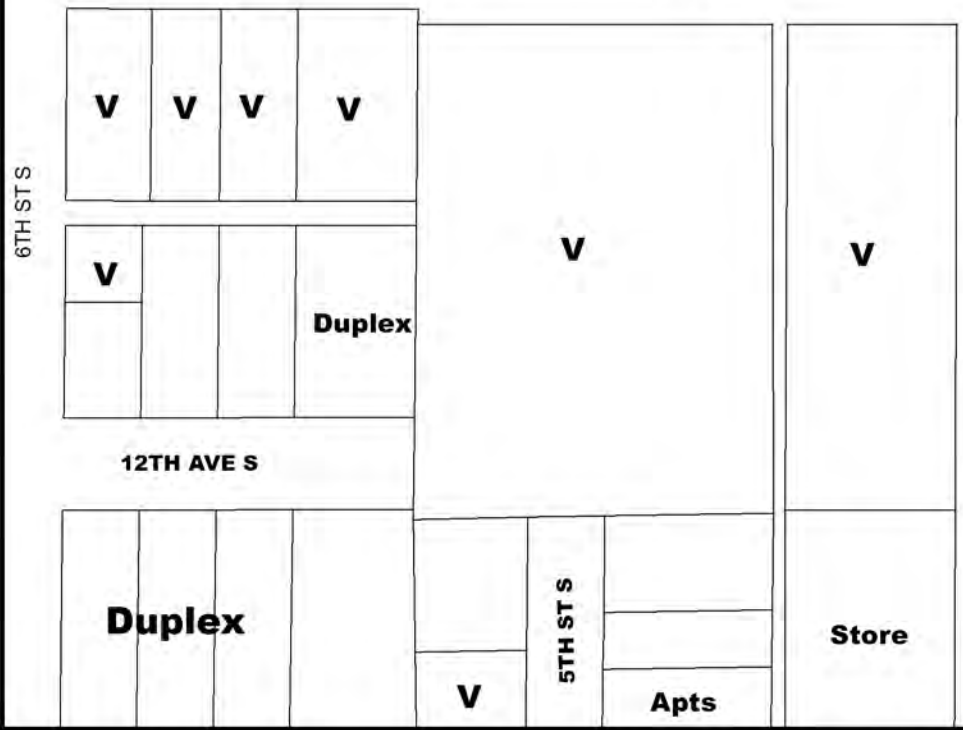 V
V
V
V
6TH ST S
V
V
V
Duplex
12TH AVE S
Duplex
5TH ST S
Store
V
Apts